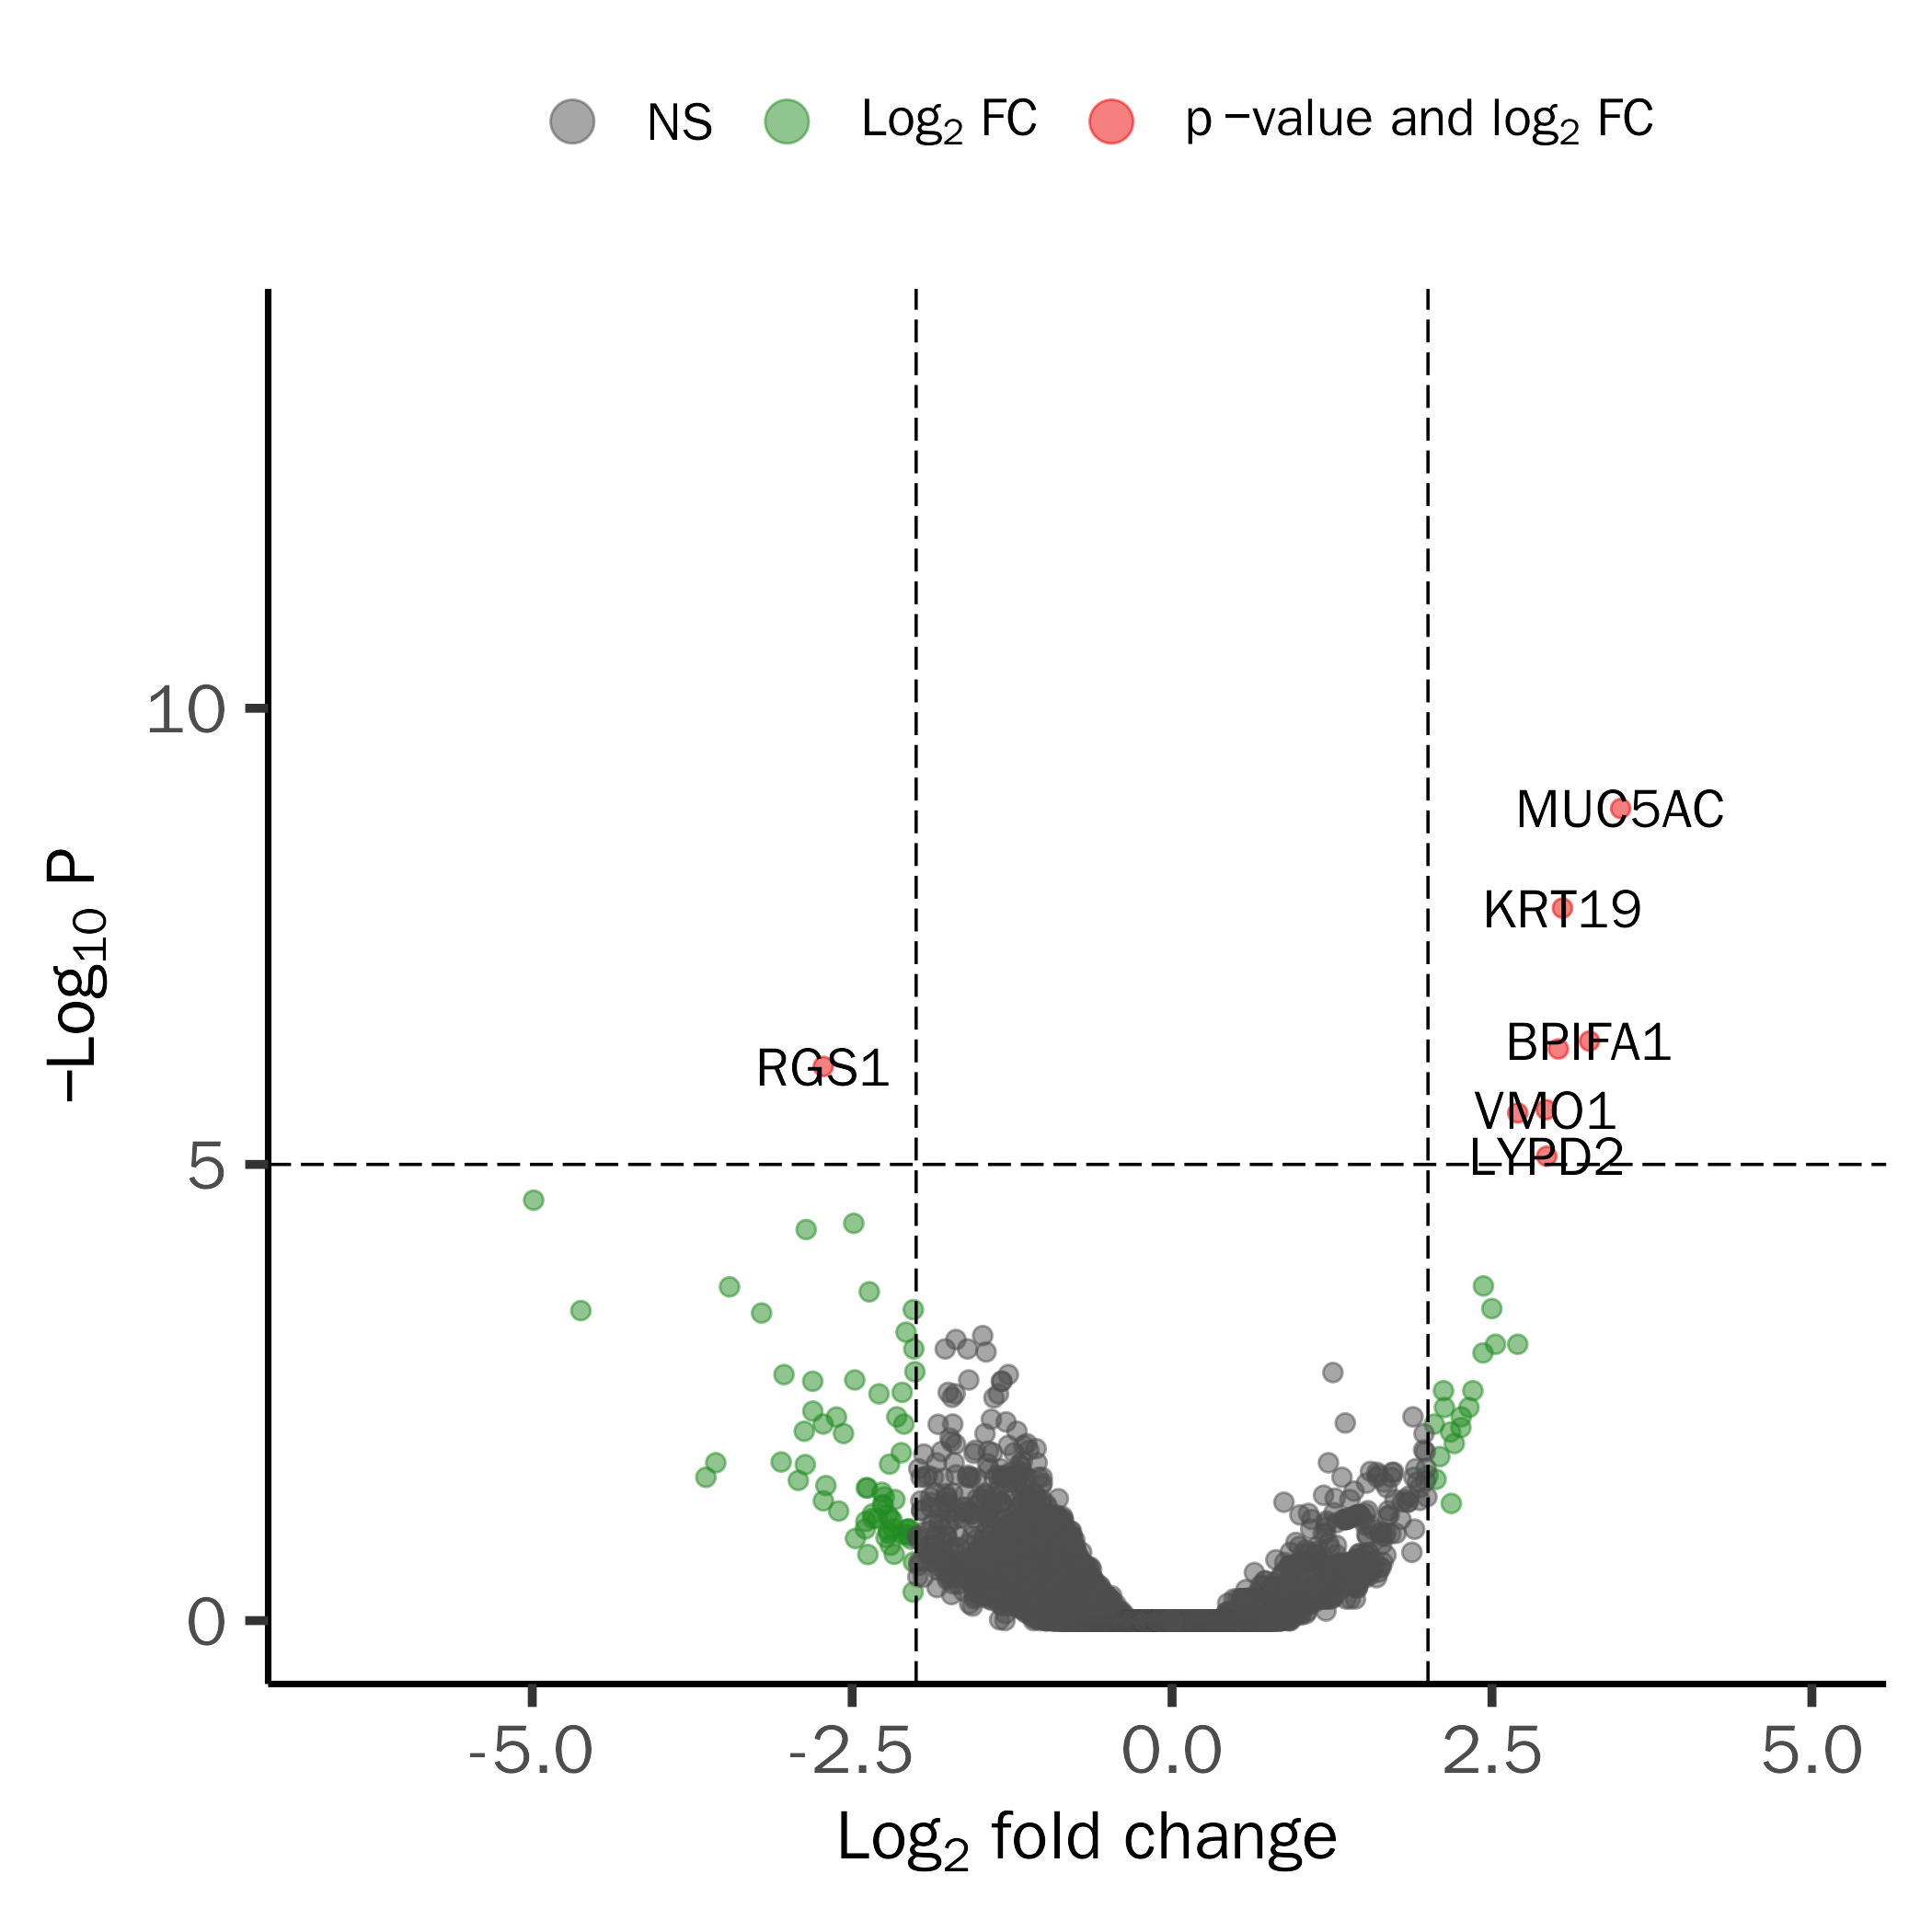 NS Log₂ FC p −value and log₂ FC
10
5
0
−Log₁₀ P
MUC5AC
KRT19
BPIFA1
RGS1
VMO1
LYPD2
-5.0 -2.5 0.0 2.5 5.0
Log₂ fold change